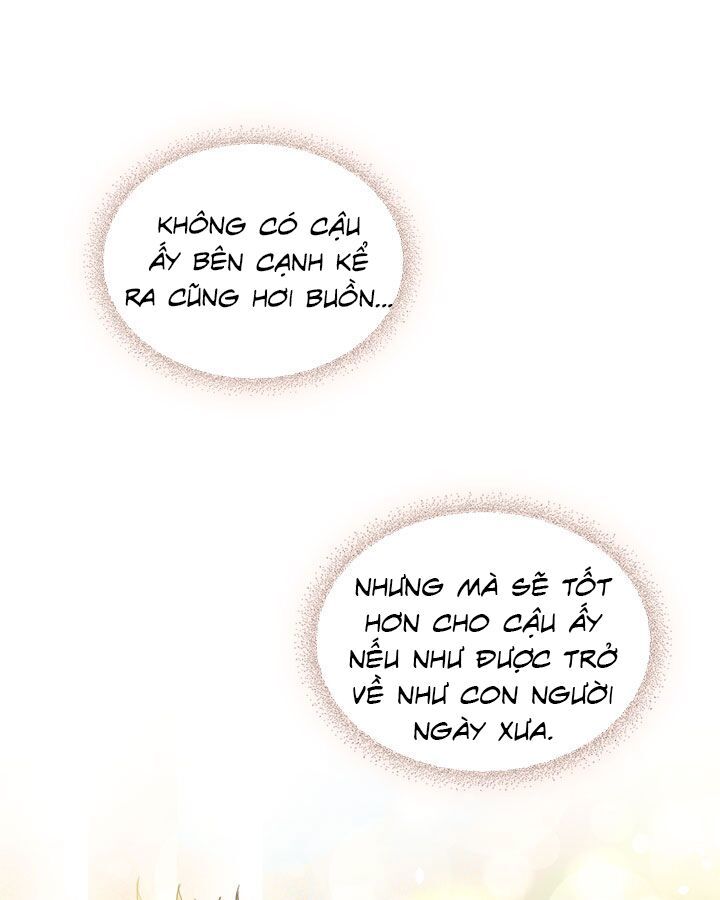 KHÔNG CÓ CẬU
ẤY BÊN CẠNH KỂ
RA CŨNG HƠI BUỒN...
NHƯNG MÀ SẼ TỐT
HƠN CHO CẬU ẤY
NẾU NHƯ ĐƯỢC TRỞ
VỀ NHƯ CON NGƯỜI
NGÀY XƯA.